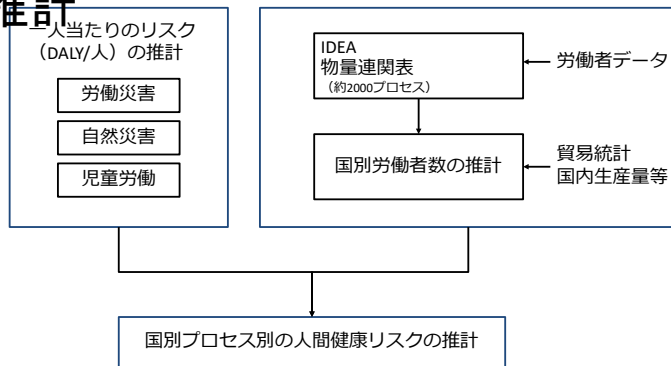 推計
一人当たりのリスク
（DALY/人）の推計
労働災害
自然災害
児童労働
IDEA
物量連関表
（約2000プロセス）
労働者データ
国別労働者数の推計
貿易統計
国内生産量等
国別プロセス別の人間健康リスクの推計